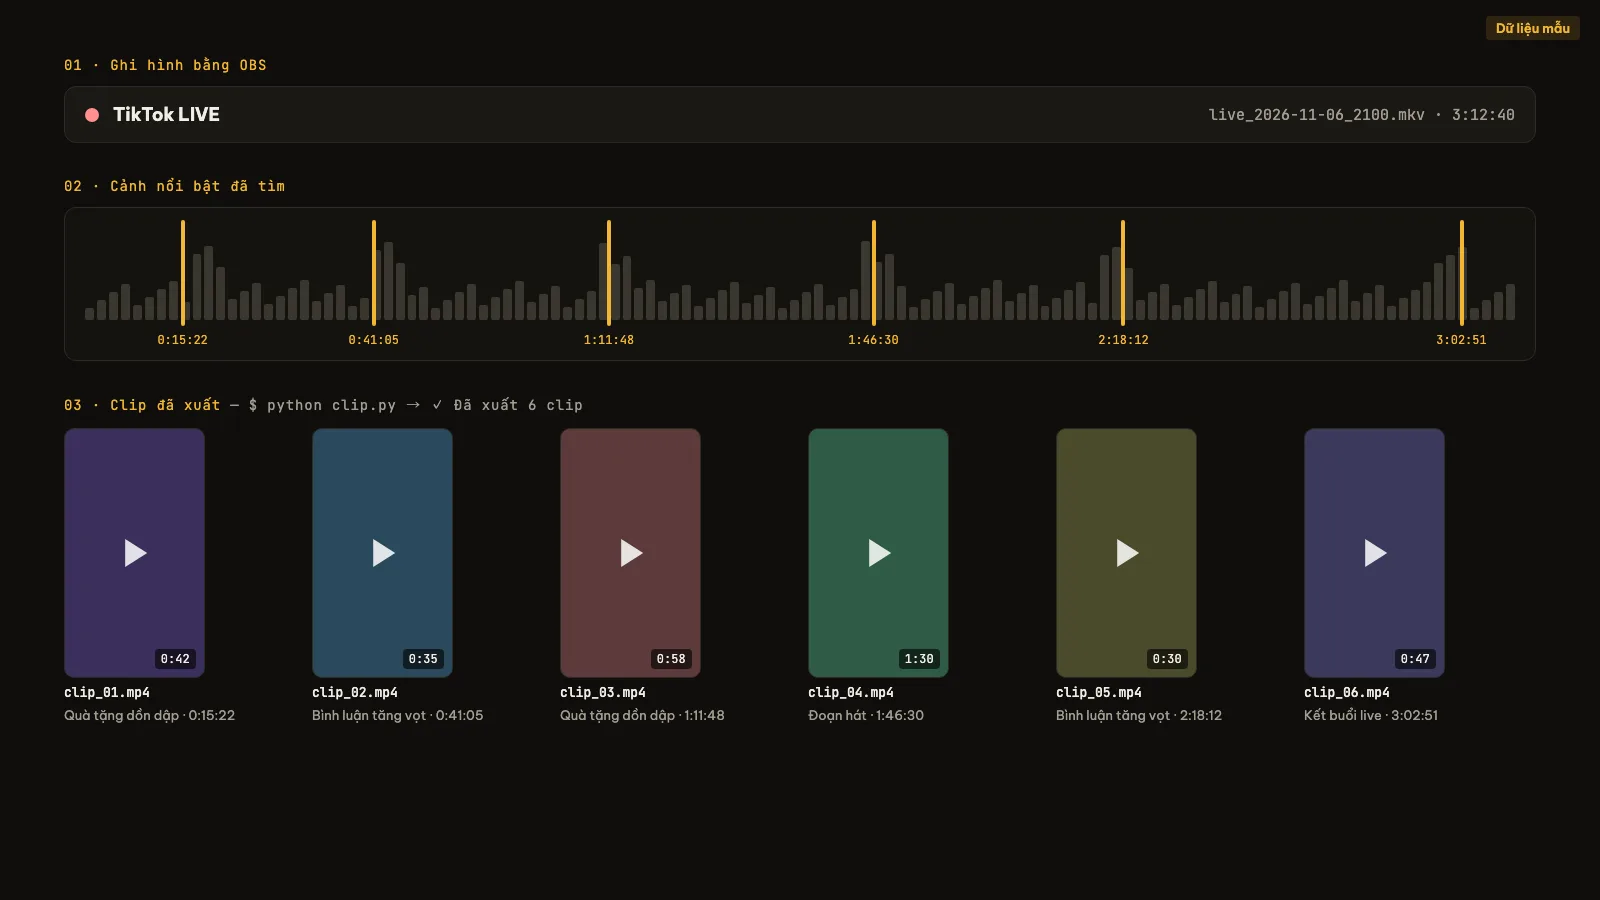 Dữ liệu mẫu
01 · Ghi hình bằng OBS
TikTok LIVE
live_2026-11-06_2100.mkv · 3:12:40
02 · Cảnh nổi bật đã tìm
0:15:22
0:41:05
1:11:48
1:46:30
2:18:12
3:02:51
03 · Clip đã xuất — $ python clip.py → ✓ Đã xuất 6 clip
0:42
0:35
0:58
1:30
0:30
0:47
clip_01.mp4
clip_02.mp4
clip_03.mp4
clip_04.mp4
clip_05.mp4
clip_06.mp4
Quà tặng dồn dập · 0:15:22
Bình luận tăng vọt · 0:41:05
Quà tặng dồn dập · 1:11:48
Đoạn hát · 1:46:30
Bình luận tăng vọt · 2:18:12
Kết buổi live · 3:02:51